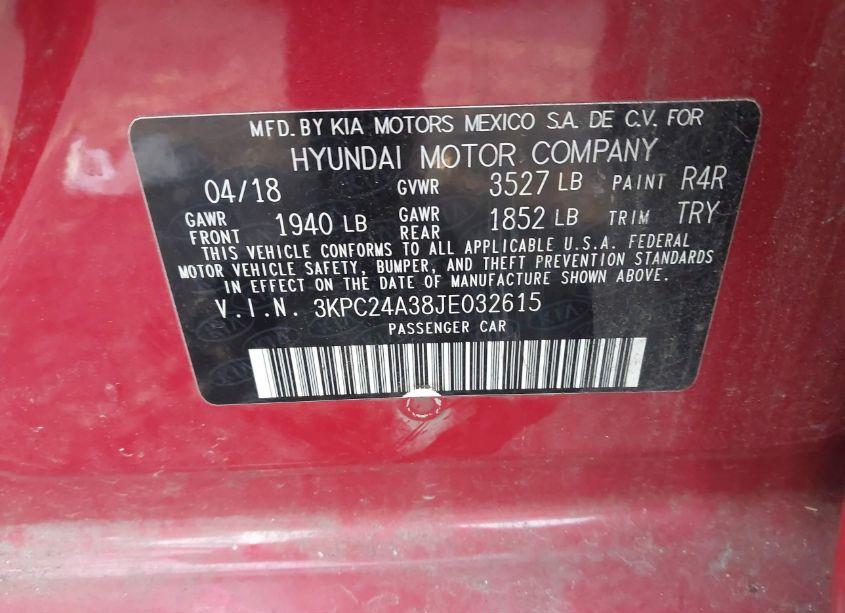 MFD. BY KIA MOTORS MEXICO S.A. DE C.V. FOR
HYUNDAI MOTOR COMPANY
04/18 GVWR 3527 LB PAINT R4R
GAWR FRONT 1940 LB GAWR REAR 1852 LB TRIM TRY
THIS VEHICLE CONFORMS TO ALL APPLICABLE U.S.A. FEDERAL
MOTOR VEHICLE SAFETY, BUMPER, AND THEFT PREVENTION STANDARDS
IN EFFECT ON THE DATE OF MANUFACTURE SHOWN ABOVE.
V.I.N. 3KPC24A38JE032615
PASSENGER CAR